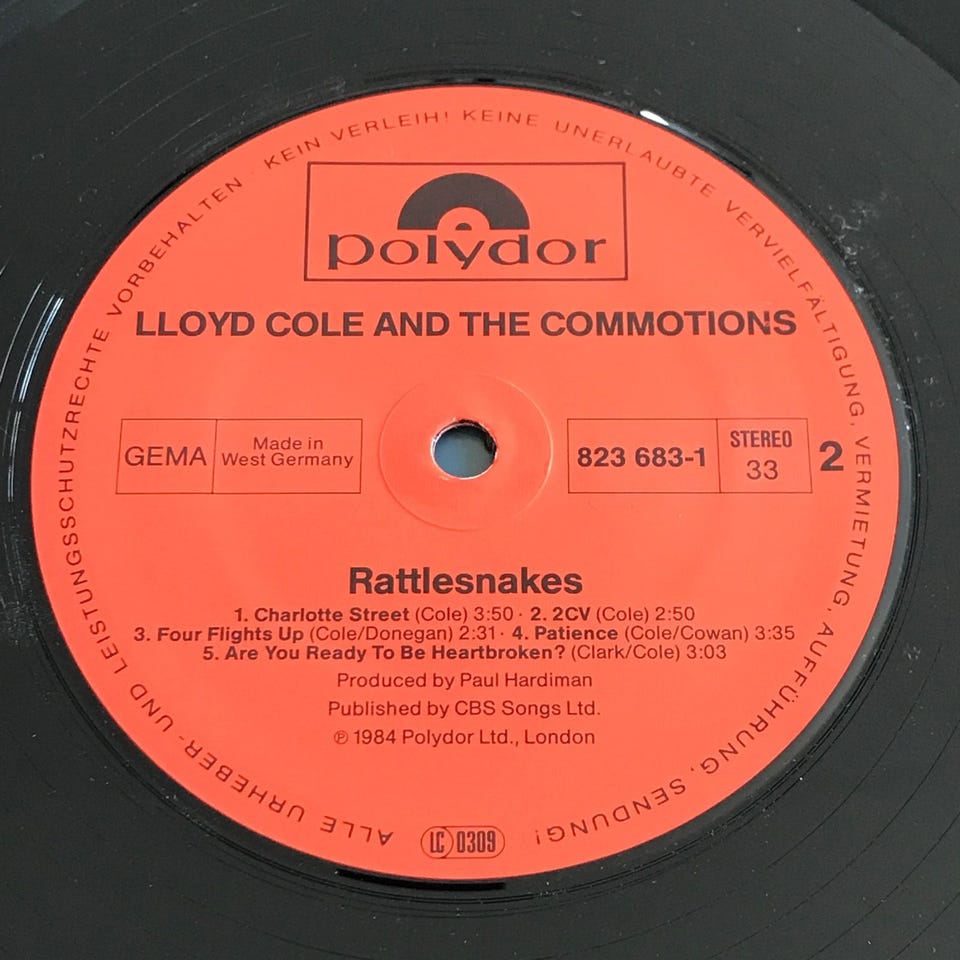 ALLE URHEBER- UND LEISTUNGSSCHUTZRECHTE VORBEHALTEN · KEIN VERLEIH! KEINE UNERLAUBTE VERVIELFÄLTIGUNG, VERMIETUNG, AUFFÜHRUNG, SENDUNG!
polydor
LLOYD COLE AND THE COMMOTIONS
GEMA
Made in
West Germany
823 683-1
STEREO
33
2
Rattlesnakes
1. Charlotte Street (Cole) 3:50 · 2. 2CV (Cole) 2:50
3. Four Flights Up (Cole/Donegan) 2:31 · 4. Patience (Cole/Cowan) 3:35
5. Are You Ready To Be Heartbroken? (Clark/Cole) 3:03
Produced by Paul Hardiman
Published by CBS Songs Ltd.
℗ 1984 Polydor Ltd., London
LC 0309